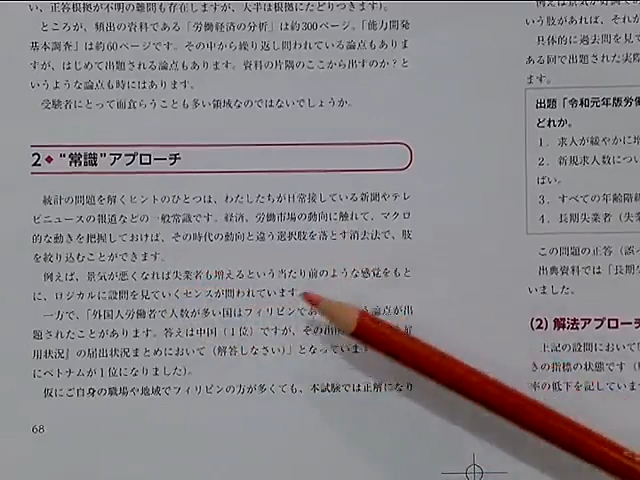 い、正答根拠が不明の難問も存在しますが、大半は根拠にたどりつきます）。
ところが、頻出の資料である「労働経済の分析」は約300ページ。「能力開発
基本調査」は約60ページです。その中から繰り返し問われている論点もありま
すが、はじめて出題される論点もあります。資料の片隅のここから出すのか？と
いうような論点も時にはあります。
受験者にとって面食らうことも多い領域なのではないでしょうか。
2◆“常識”アプローチ
統計の問題を解くヒントのひとつは、わたしたちが日常接している新聞やテレ
ビニュースの報道などの一般常識です。経済、労働市場の動向に触れて、マクロ
的な動きを把握しておけば、その時代の動向と違う選択肢を落とす消去法で、肢
を絞り込むことができます。
例えば、景気が悪くなれば失業者も増えるという当たり前のような感覚をもと
に、ロジカルに設問を見ていくセンスが問われています。
一方で、「外国人労働者で人数が多い国はフィリピンであ 論点が出
題されたことがあります。答えは中国（1位）ですが、その出
用状況』の届出状況まとめにおいて（解答しなさい）」となってい
にベトナムが1位になりました）。
仮にご自身の職場や地域でフィリピンの方が多くても、本試験では正解になり
68
いう肢があれば、それが
具体的に過去問を見て
ある回で出題された実際
ます。
出題「令和元年版労働
どれか。
1．求人が緩やかに増
2．新規求人数につい
ばい。
3．すべての年齢階級
4．長期失業者（失業
この問題の正答（誤っ
出典資料では「長期
いました。
（2）解法アプローチ
上記の設問において「
きの指標の状態です（
率の低下を記してい